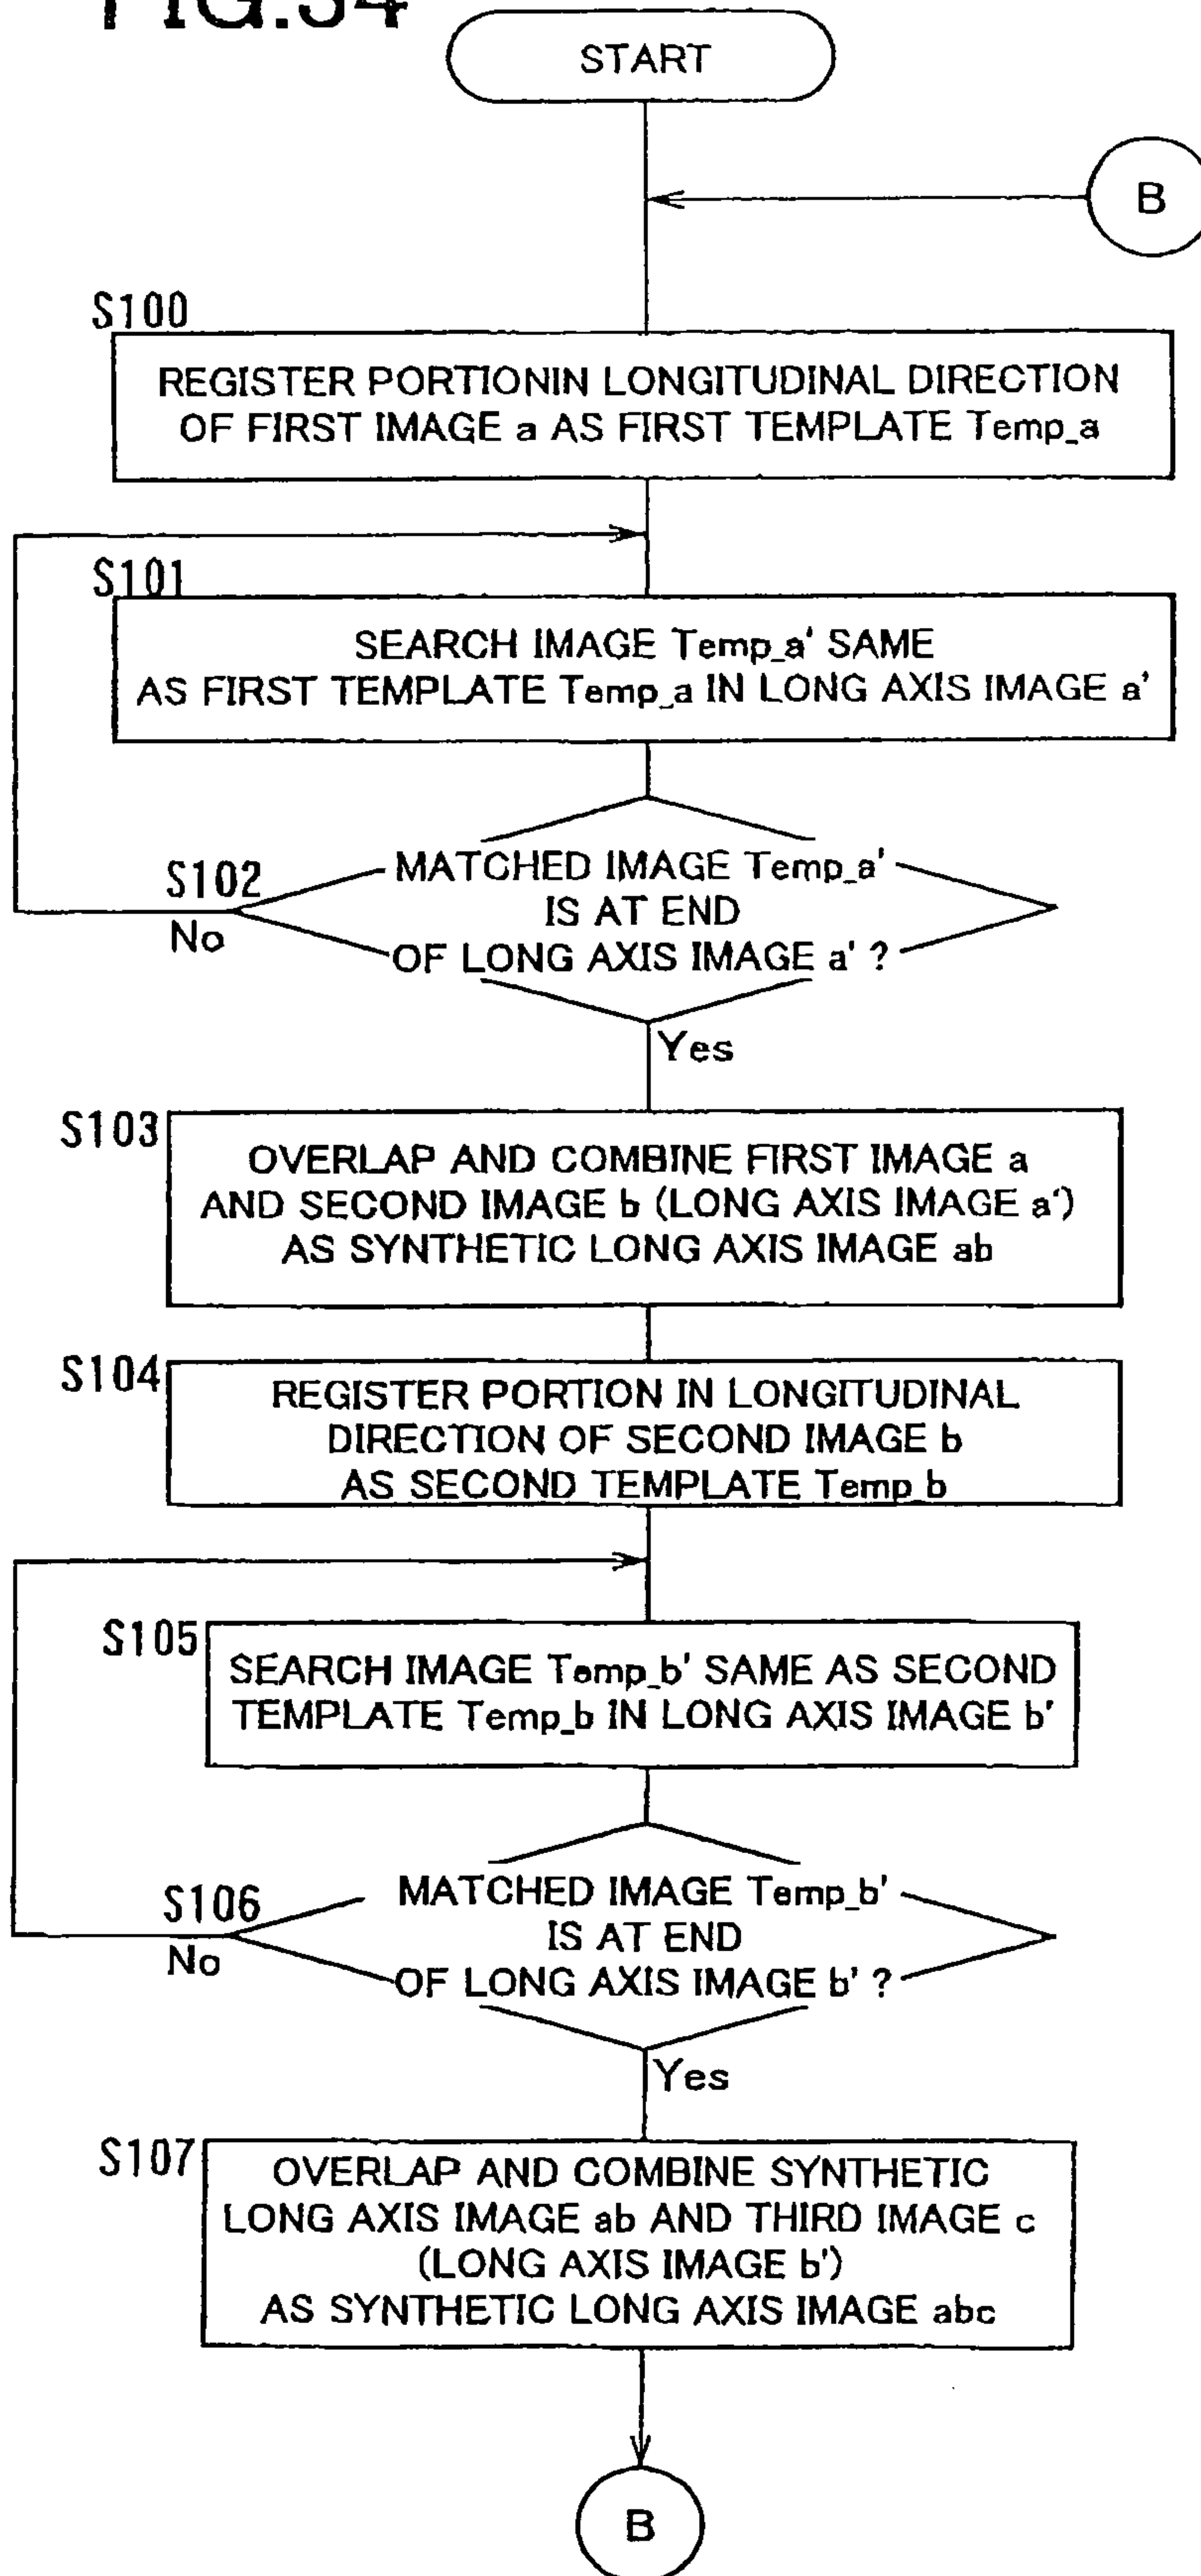 FIG.34
START
B
S100
REGISTER PORTIONIN LONGITUDINAL DIRECTION
OF FIRST IMAGE a AS FIRST TEMPLATE Temp_a
S101
SEARCH IMAGE Temp_a' SAME
AS FIRST TEMPLATE Temp_a IN LONG AXIS IMAGE a'
S102
No
MATCHED IMAGE Temp_a'
IS AT END
OF LONG AXIS IMAGE a' ?
Yes
S103
OVERLAP AND COMBINE FIRST IMAGE a
AND SECOND IMAGE b (LONG AXIS IMAGE a')
AS SYNTHETIC LONG AXIS IMAGE ab
S104
REGISTER PORTION IN LONGITUDINAL
DIRECTION OF SECOND IMAGE b
AS SECOND TEMPLATE Temp_b
S105
SEARCH IMAGE Temp_b' SAME AS SECOND
TEMPLATE Temp_b IN LONG AXIS IMAGE b'
S106
No
MATCHED IMAGE Temp_b'
IS AT END
OF LONG AXIS IMAGE b' ?
Yes
S107
OVERLAP AND COMBINE SYNTHETIC
LONG AXIS IMAGE ab AND THIRD IMAGE c
(LONG AXIS IMAGE b')
AS SYNTHETIC LONG AXIS IMAGE abc
B